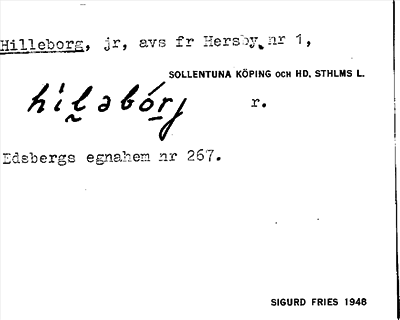 Hilleborg, jr, avs fr Hersby nr 1,
SOLLENTUNA KÖPING OCH HD, STHLMS L.
hiləbórj r.
Edsbergs egnahem nr 267.
SIGURD FRIES 1948